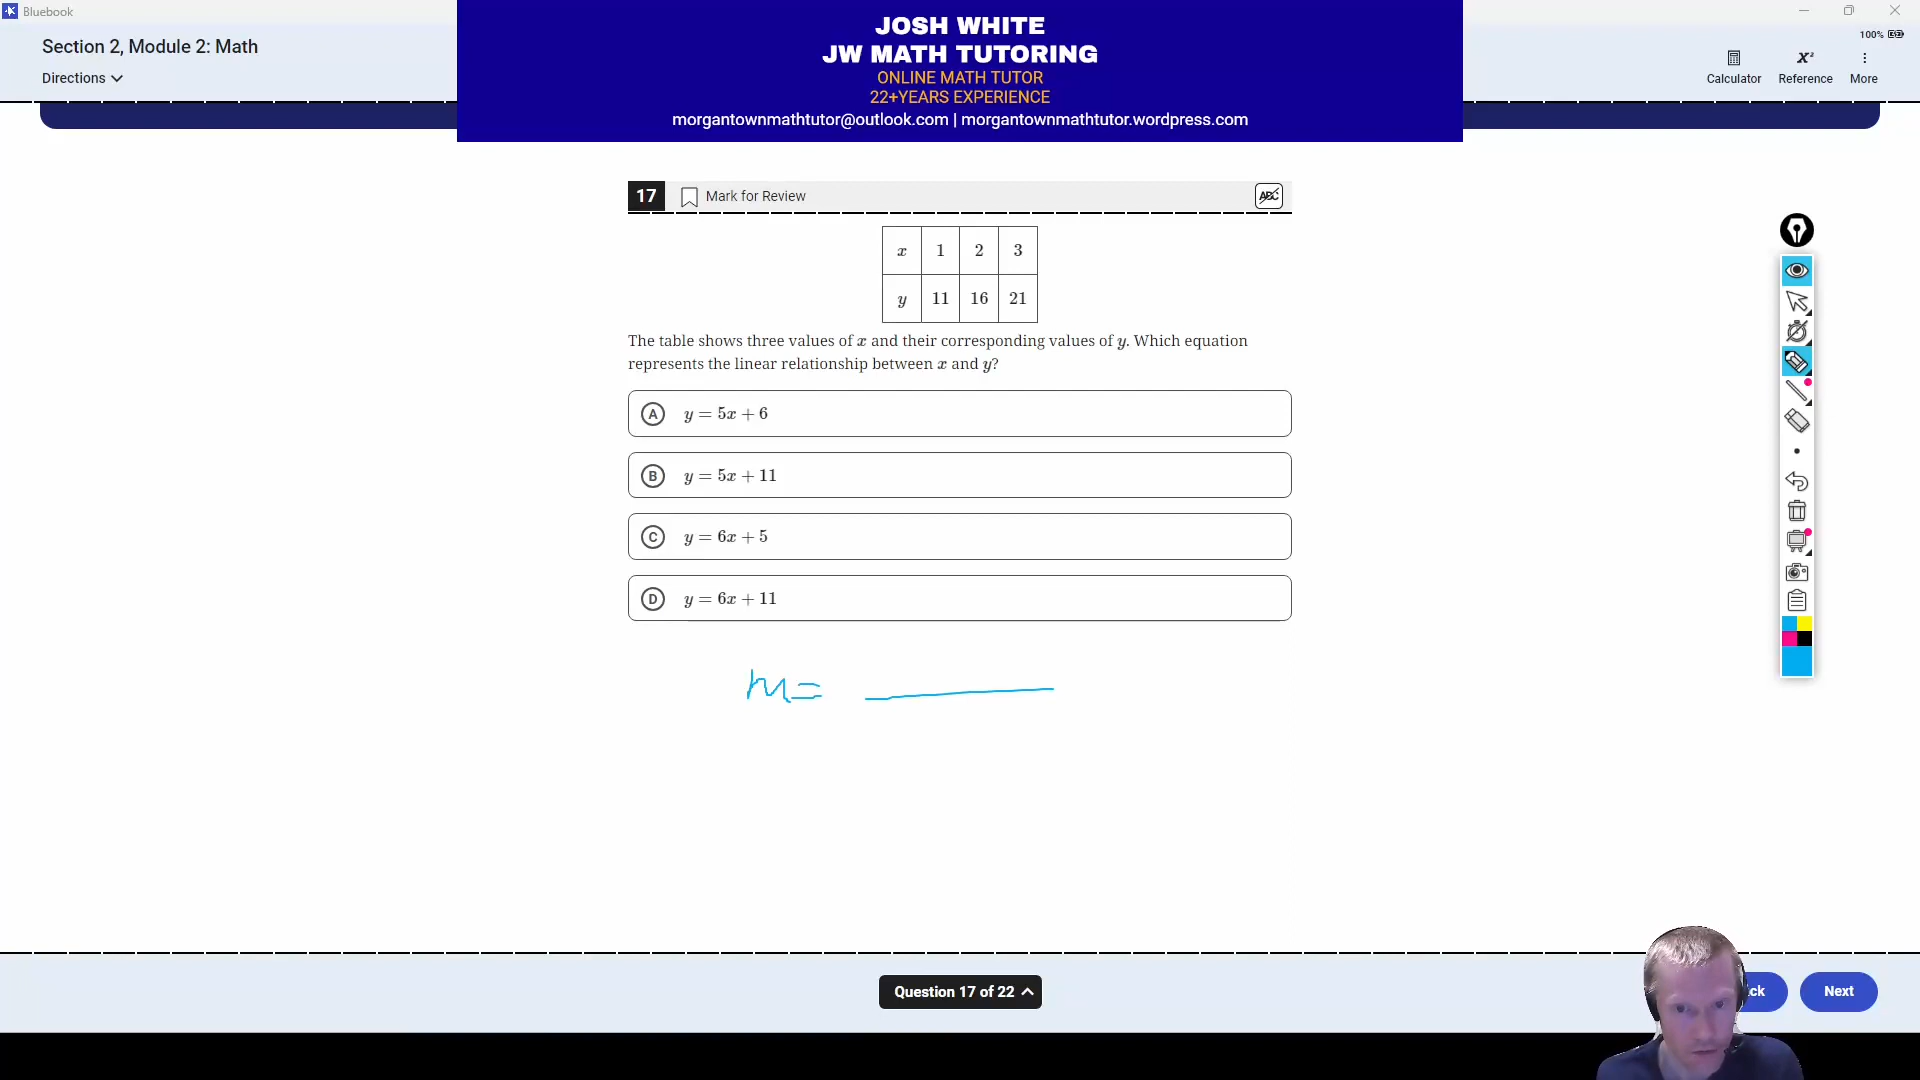 Bluebook
Section 2, Module 2: Math
Directions
JOSH WHITE
JW MATH TUTORING
ONLINE MATH TUTOR
22+YEARS EXPERIENCE
morgantownmathtutor@outlook.com | morgantownmathtutor.wordpress.com
100%
Calculator
x² Reference
More
17 Mark for Review ABC
x 1 2 3
y 11 16 21
The table shows three values of x and their corresponding values of y. Which equation
represents the linear relationship between x and y?
A y = 5x + 6
B y = 5x + 11
C y = 6x + 5
D y = 6x + 11
m=
Question 17 of 22
ck
Next